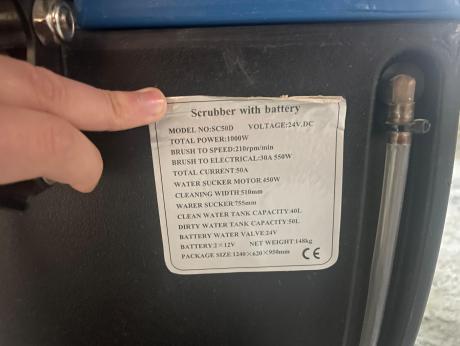 Scrubber with battery
MODEL NO:SC50D VOLTAGE:24V.DC
TOTAL POWER:1000W
BRUSH TO SPEED:210rpm/min
BRUSH TO ELECTRICAL:30A 550W
TOTAL CURRENT:50A
WATER SUCKER MOTOR:450W
CLEANING WIDTH:510mm
WARER SUCKER:755mm
CLEAN WATER TANK CAPACITY:40L
DIRTY WATER TANK CAPACITY:50L
BATTERY WATER VALVE:24V
BATTERY:2×12V NET WEIGHT:148kg
PACKAGE SIZE:1240×620×950mm CE